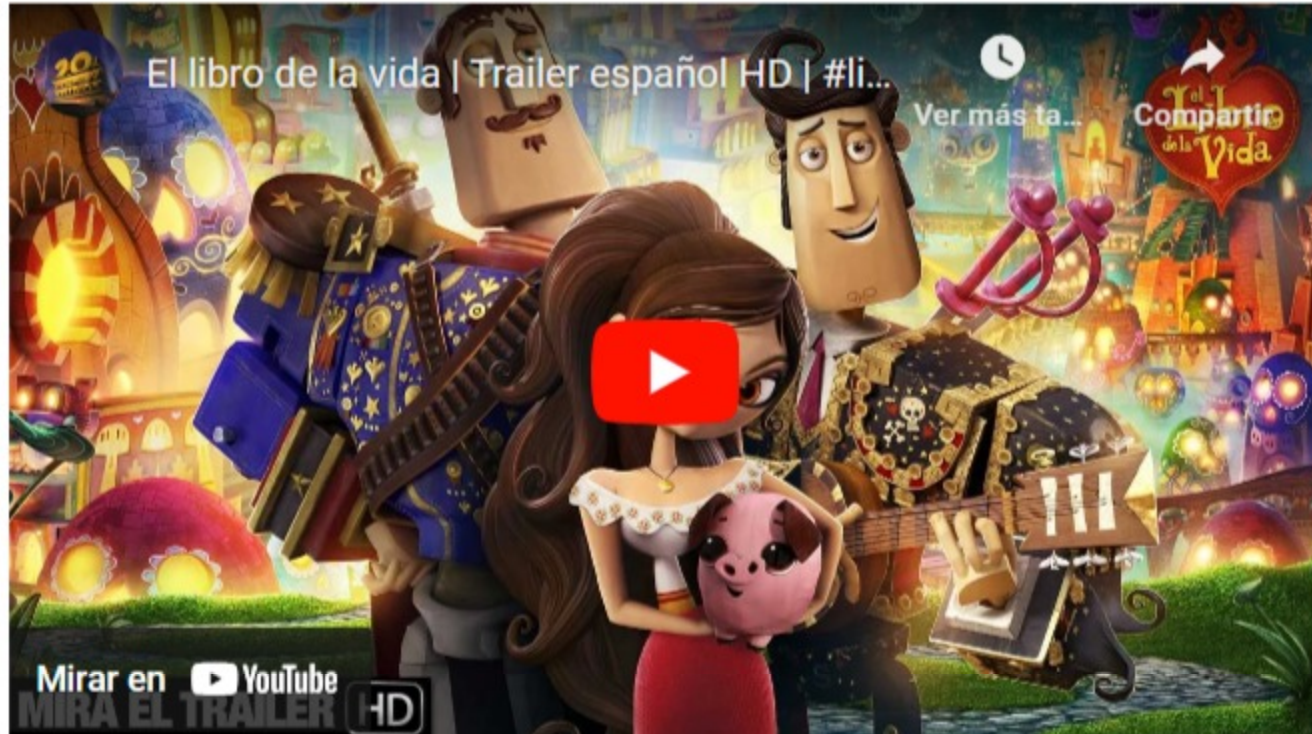 El libro de la vida | Trailer español HD | #li...
Ver más ta...
Compartir
el Libro
de la Vida
20th
Mirar en YouTube
MIRA EL TRAILER HD